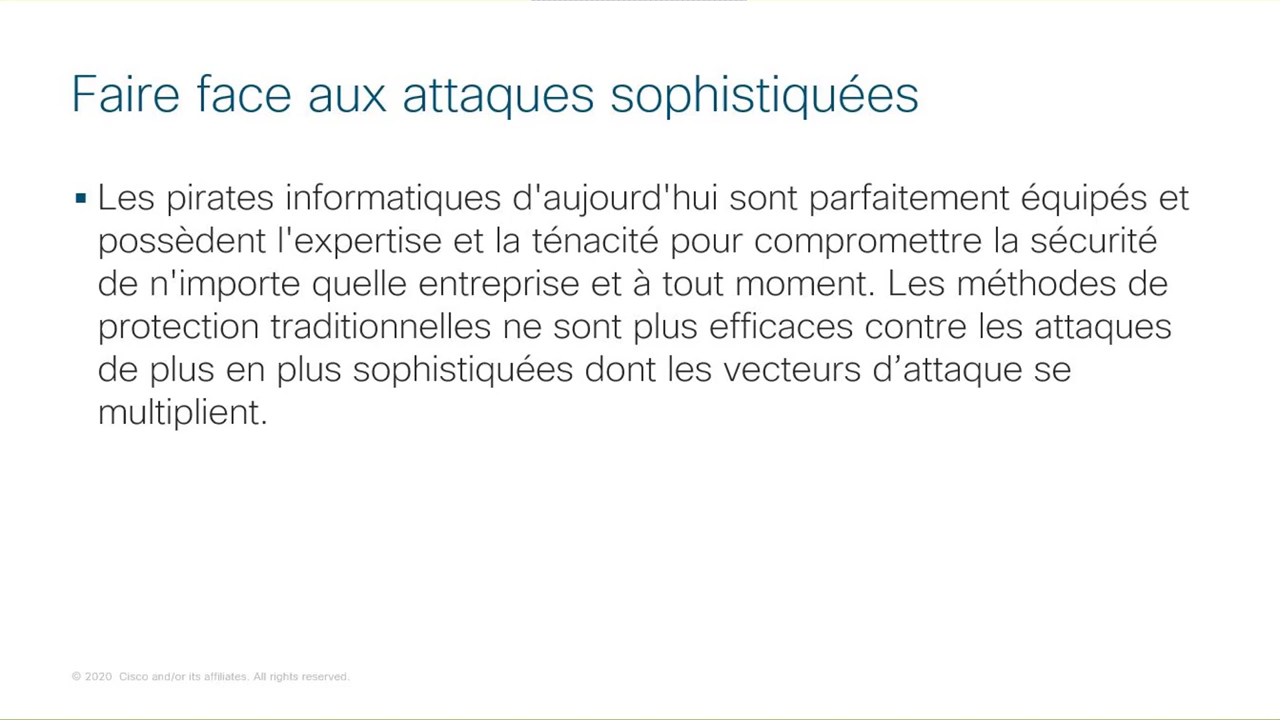 Faire face aux attaques sophistiquées
▪ Les pirates informatiques d'aujourd'hui sont parfaitement équipés et
possèdent l'expertise et la ténacité pour compromettre la sécurité
de n'importe quelle entreprise et à tout moment. Les méthodes de
protection traditionnelles ne sont plus efficaces contre les attaques
de plus en plus sophistiquées dont les vecteurs d’attaque se
multiplient.
© 2020 Cisco and/or its affiliates. All rights reserved.